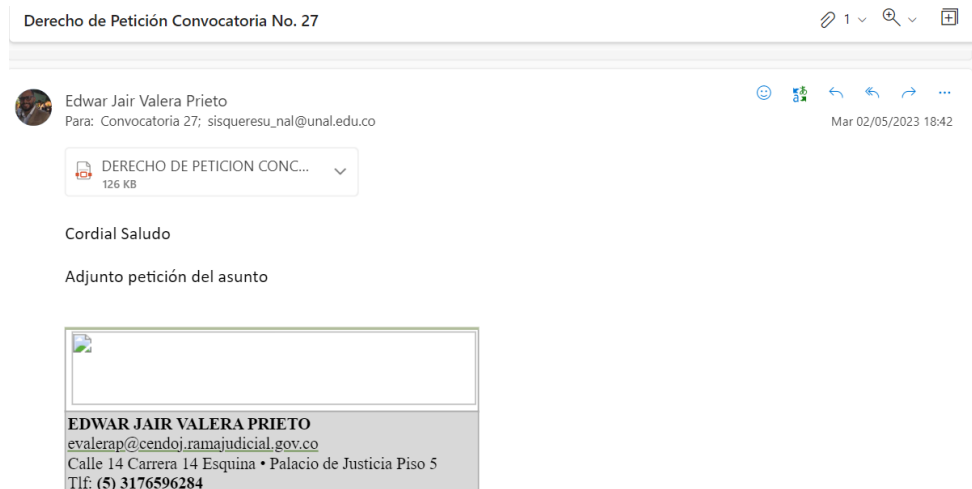 Derecho de Petición Convocatoria No. 27
1
Edwar Jair Valera Prieto
Para: Convocatoria 27; sisqueresu_nal@unal.edu.co
Mar 02/05/2023 18:42
DERECHO DE PETICION CONC...
126 KB
Cordial Saludo
Adjunto petición del asunto
EDWAR JAIR VALERA PRIETO
evalerap@cendoj.ramajudicial.gov.co
Calle 14 Carrera 14 Esquina • Palacio de Justicia Piso 5
Tlf: (5) 3176596284